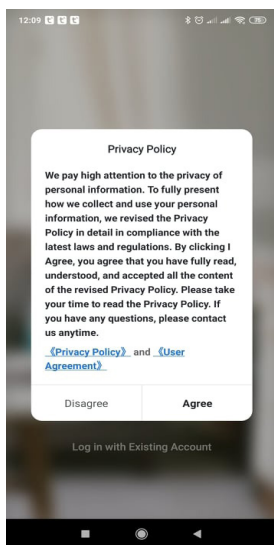 12:09
75
Privacy Policy
We pay high attention to the privacy of
personal information. To fully present
how we collect and use your personal
information, we revised the Privacy
Policy in detail in compliance with the
latest laws and regulations. By clicking I
Agree, you agree that you have fully read,
understood, and accepted all the content
of the revised Privacy Policy. Please take
your time to read the Privacy Policy. If
you have any questions, please contact
us anytime.
《Privacy Policy》 and 《User
Agreement》
Disagree Agree
Log in with Existing Account